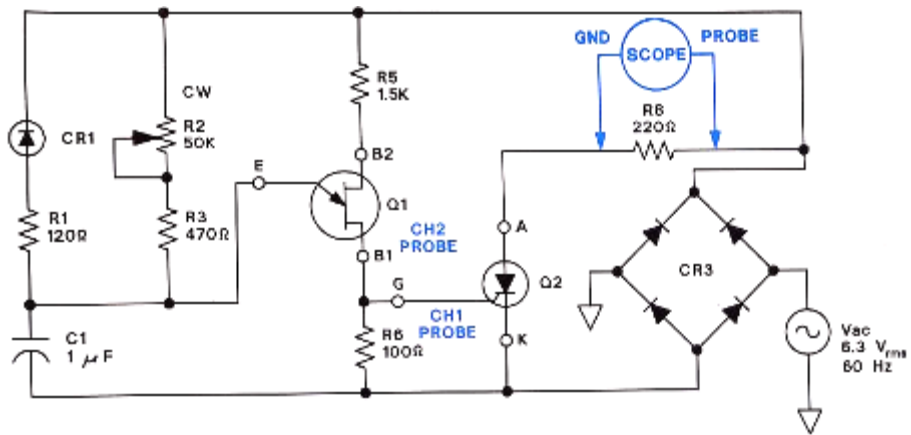 GND
PROBE
SCOPE
CW
R5
1.5K
R8
220Ω
CR1
R2
50K
B2
E
Q1
R1
120Ω
R3
470Ω
CH2
PROBE
A
B1
G
Q2
CR3
C1
1 µF
R6
100Ω
CH1
PROBE
K
Vac
6.3 Vrms
60 Hz